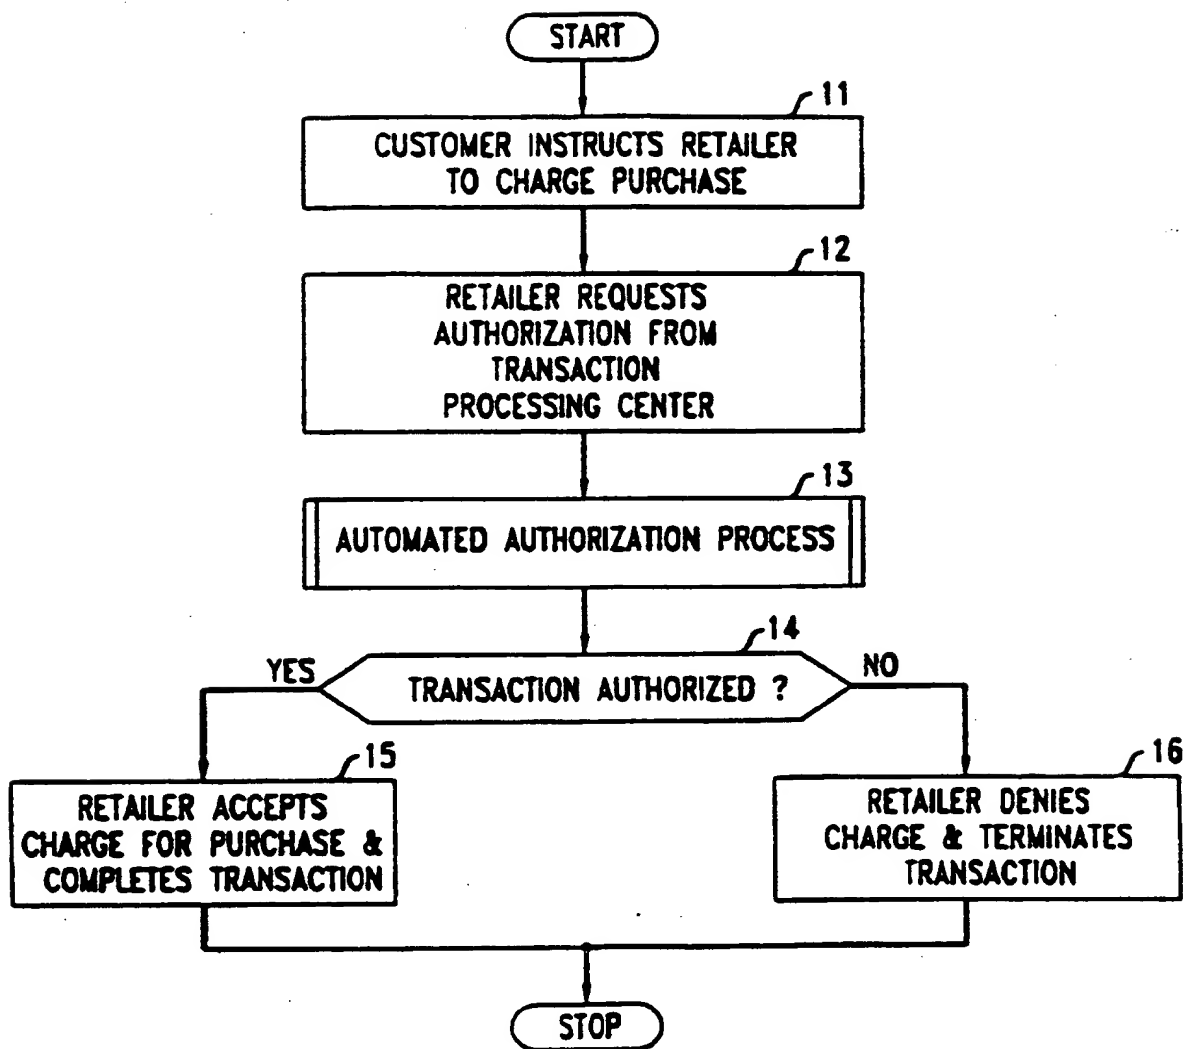 START
11
CUSTOMER INSTRUCTS RETAILER
TO CHARGE PURCHASE
12
RETAILER REQUESTS
AUTHORIZATION FROM
TRANSACTION
PROCESSING CENTER
13
AUTOMATED AUTHORIZATION PROCESS
14
YES
TRANSACTION AUTHORIZED ?
NO
15
RETAILER ACCEPTS
CHARGE FOR PURCHASE &
COMPLETES TRANSACTION
16
RETAILER DENIES
CHARGE & TERMINATES
TRANSACTION
STOP